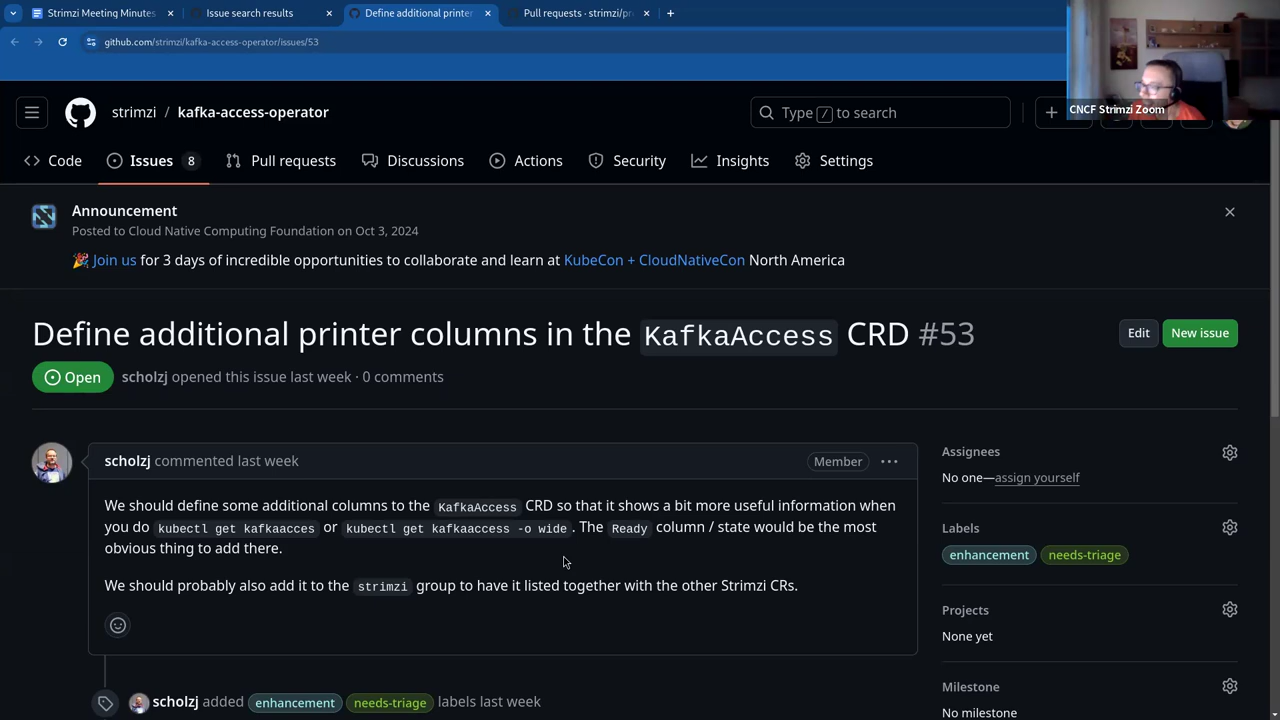 Strimzi Meeting Minutes
Issue search results
Define additional printer
Pull requests · strimzi/pr
github.com/strimzi/kafka-access-operator/issues/53
CNCF Strimzi Zoom
strimzi / kafka-access-operator
Type / to search
Code
Issues 8
Pull requests
Discussions
Actions
Security
Insights
Settings
Announcement
Posted to Cloud Native Computing Foundation on Oct 3, 2024
🎉 Join us for 3 days of incredible opportunities to collaborate and learn at KubeCon + CloudNativeCon North America
Define additional printer columns in the KafkaAccess CRD #53
Edit
New issue
Open
scholzj opened this issue last week · 0 comments
scholzj commented last week
Member
We should define some additional columns to the KafkaAccess CRD so that it shows a bit more useful information when
you do kubectl get kafkaacces or kubectl get kafkaaccess -o wide. The Ready column / state would be the most
obvious thing to add there.
We should probably also add it to the strimzi group to have it listed together with the other Strimzi CRs.
scholzj added enhancement needs-triage labels last week
Assignees
No one—assign yourself
Labels
enhancement needs-triage
Projects
None yet
Milestone
No milestone